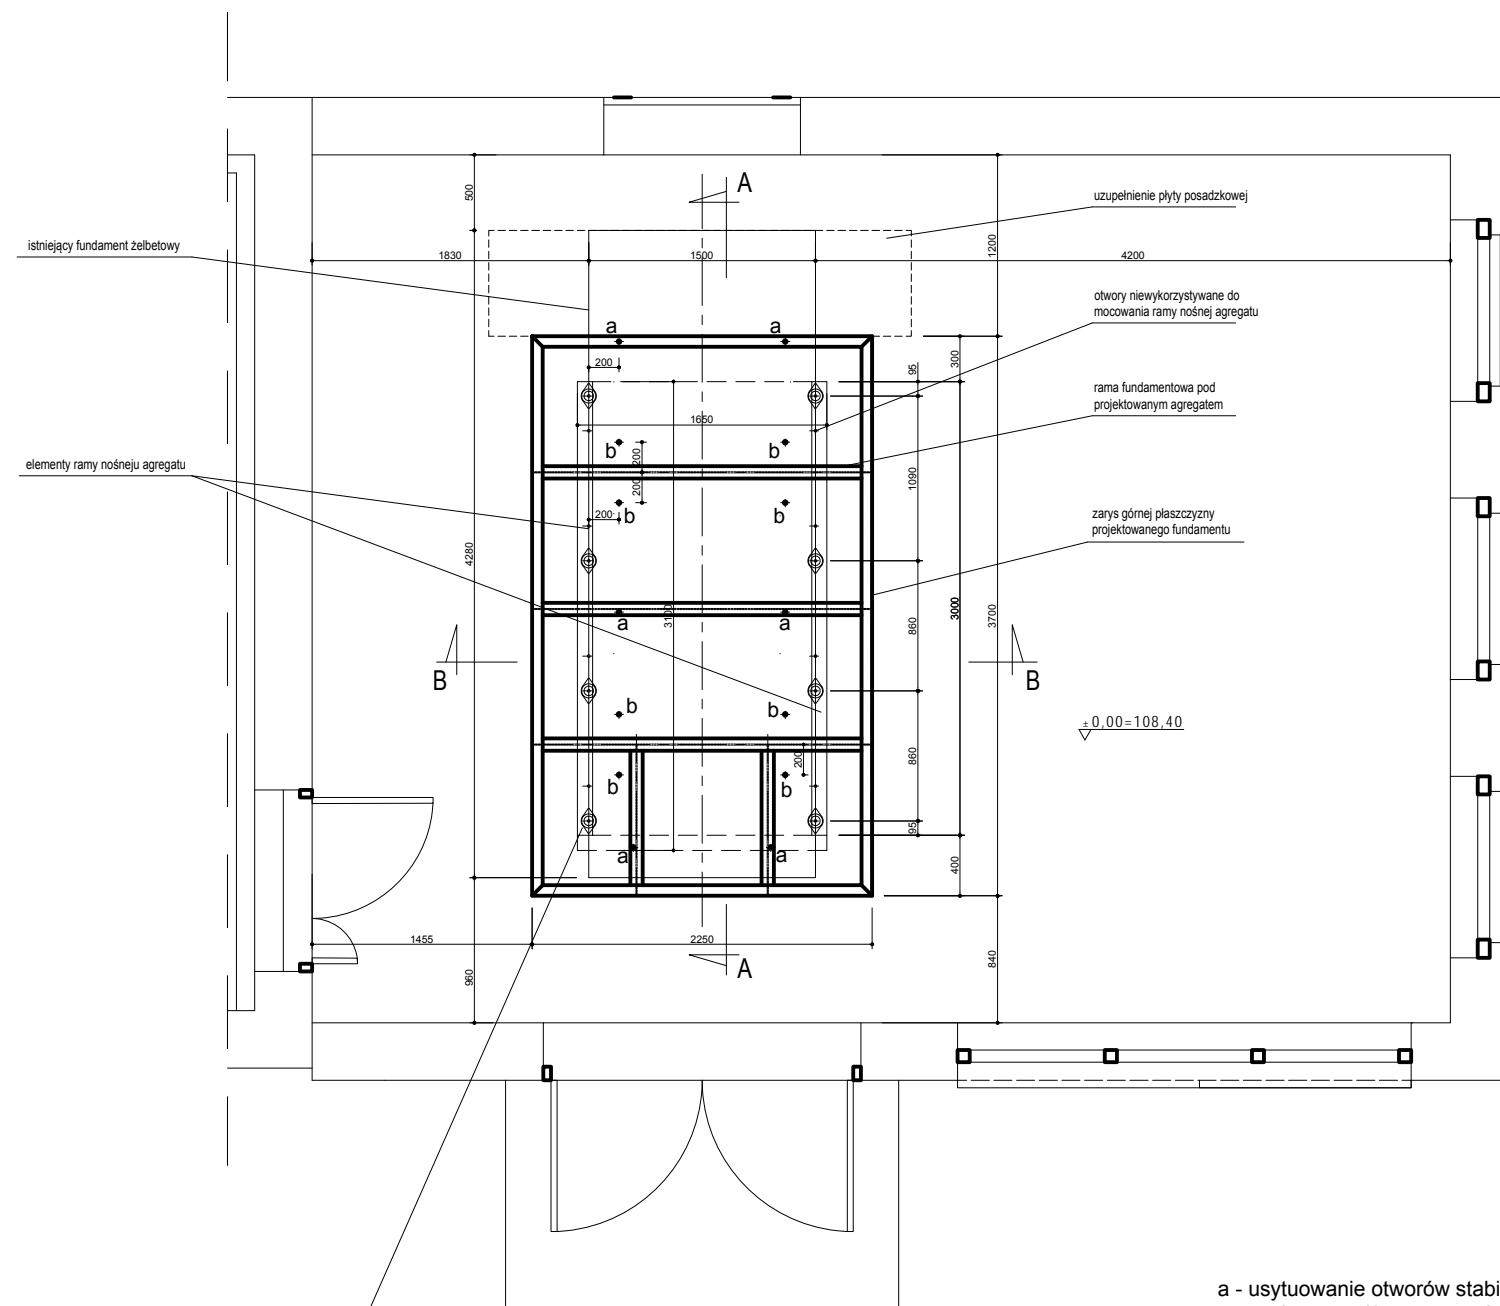 A
uzupełnienie płyty posadzkowej
500
istniejący fundament żelbetowy
1830
1500
1200
4200
otwory niewykorzystywane do
mocowania ramy nośnej agregatu
a
a
200
95
300
rama fundamentowa pod
projektowanym agregatem
1650
b
b
200
1090
elementy ramy nośneju agregatu
200
200
b
b
zarys górnej płaszczyzny
projektowanego fundamentu
4280
3100
a
a
860
3000
3700
B
B
b
b
±0,00=108,40
200
860
b
b
95
a
a
400
1455
2250
A
960
840
a - usytuowanie otworów stabi